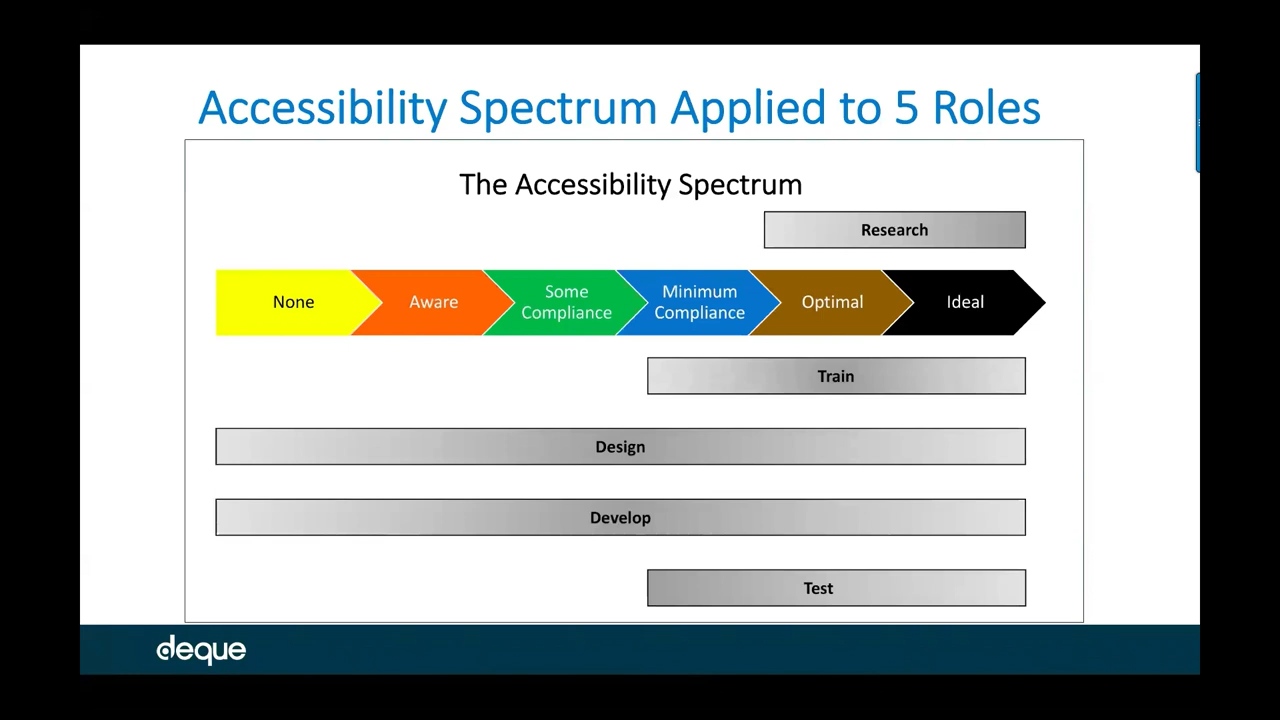 Accessibility Spectrum Applied to 5 Roles
The Accessibility Spectrum
Research
None
Aware
Some
Compliance
Minimum
Compliance
Optimal
Ideal
Train
Design
Develop
Test
deque